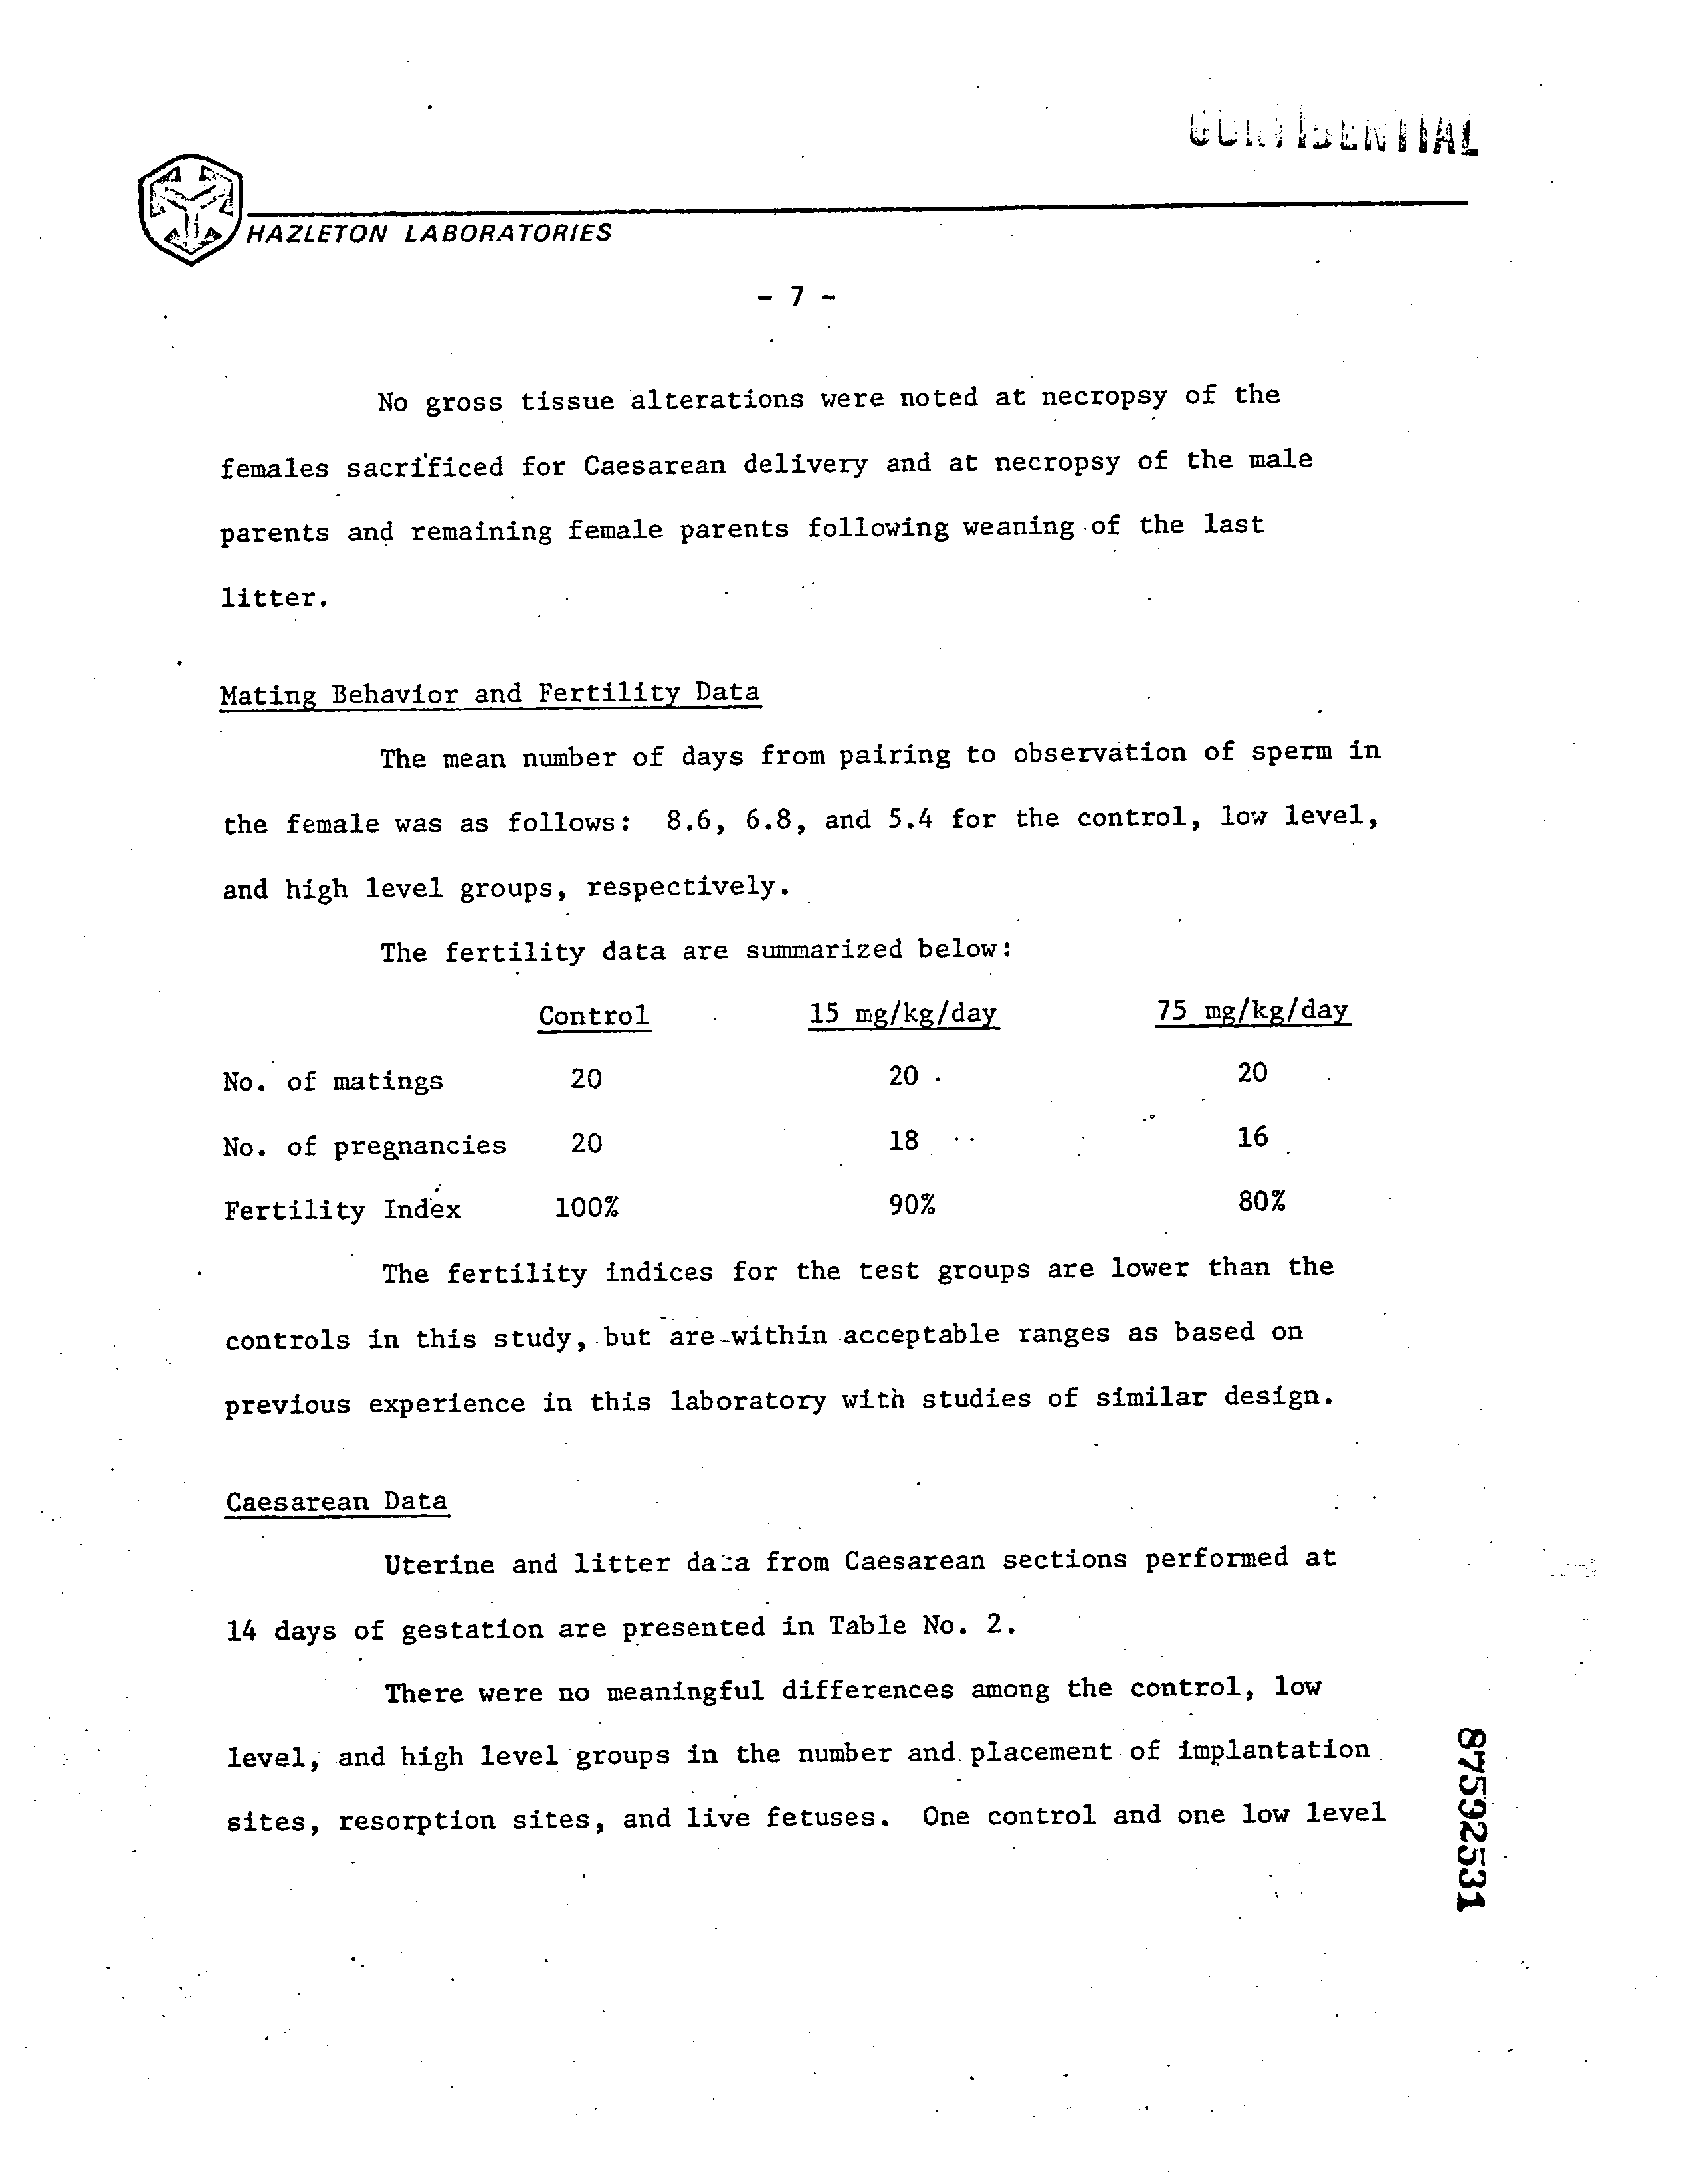 CONFIDENTIAL
HAZLETON LABORATORIES
- 7 -
No gross tissue alterations were noted at necropsy of the
females sacrificed for Caesarean delivery and at necropsy of the male
parents and remaining female parents following weaning of the last
litter.
Mating Behavior and Fertility Data
The mean number of days from pairing to observation of sperm in
the female was as follows: 8.6, 6.8, and 5.4 for the control, low level,
and high level groups, respectively.
The fertility data are summarized below:
Control 15 mg/kg/day 75 mg/kg/day
No. of matings 20 20 20
No. of pregnancies 20 18 16
Fertility Index 100% 90% 80%
The fertility indices for the test groups are lower than the
controls in this study, but are within acceptable ranges as based on
previous experience in this laboratory with studies of similar design.
Caesarean Data
Uterine and litter data from Caesarean sections performed at
14 days of gestation are presented in Table No. 2.
There were no meaningful differences among the control, low
level, and high level groups in the number and placement of implantation
sites, resorption sites, and live fetuses. One control and one low level
87592531